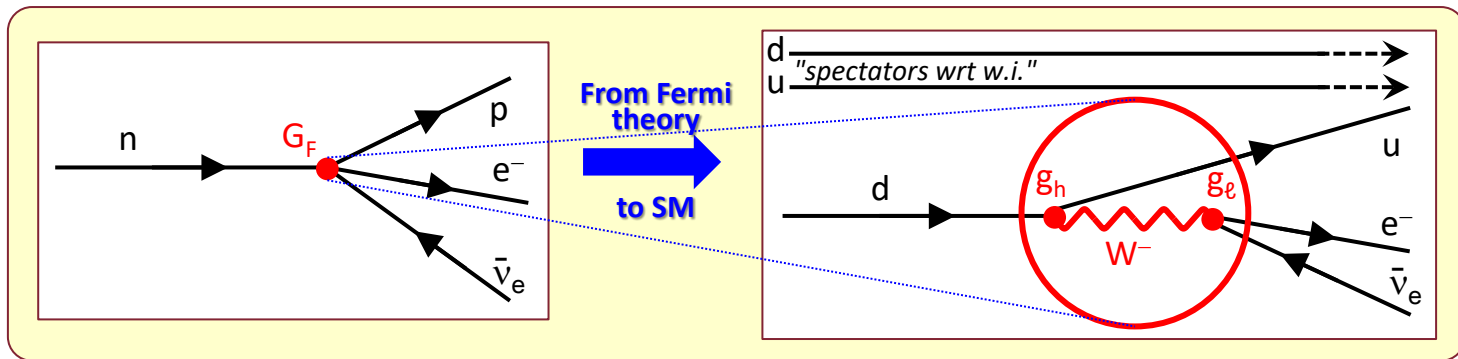 n
G_F
p
e⁻
ν̄_e
From Fermi
theory
to SM
d
"spectators wrt w.i."
u
u
g_h
g_ℓ
d
W⁻
e⁻
ν̄_e